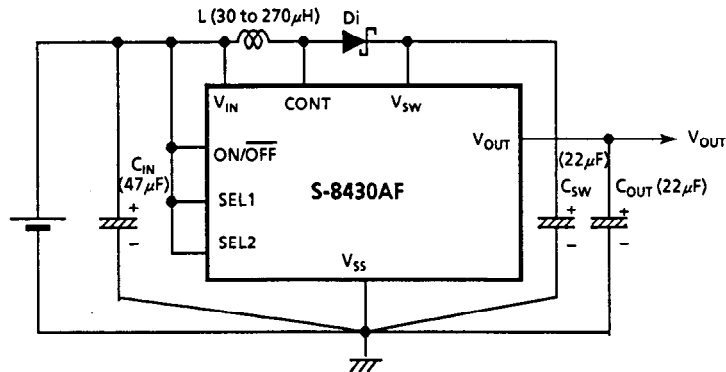 L (30 to 270μH)
Di
VIN
CONT
VSW
VOUT
VOUT
ON/OFF
CIN
(47μF)
SEL1
S-8430AF
(22μF)
CSW
COUT (22μF)
SEL2
VSS
+
−
+
−
+
−